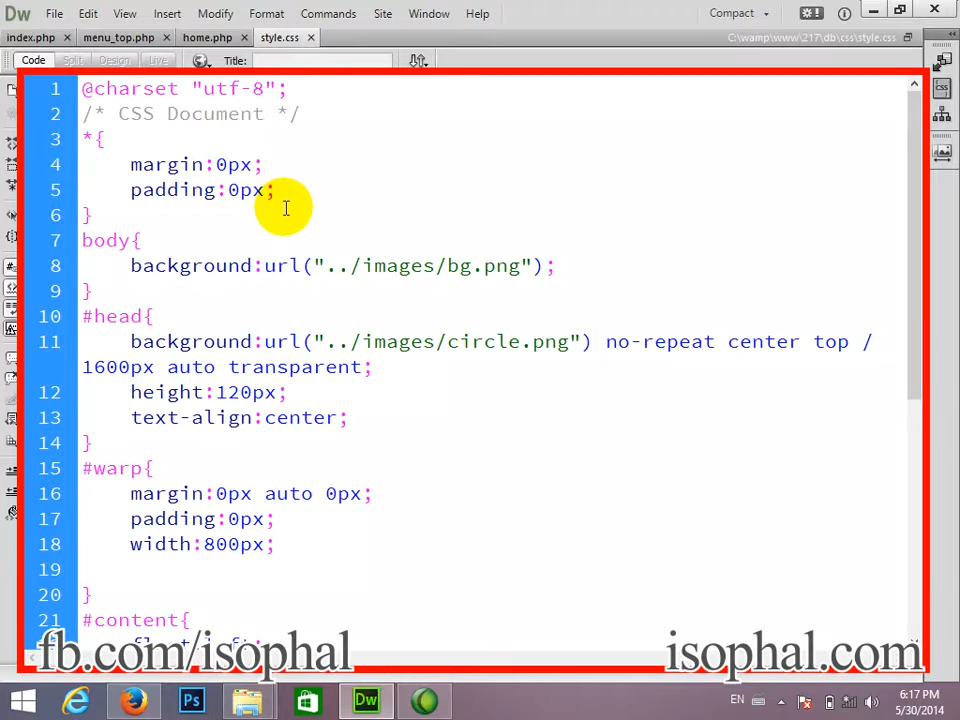 Dw File Edit View Insert Modify Format Commands Site Window Help Compact
index.php × menu_top.php × home.php × style.css × C:\wamp\www\217\db\css\style.css
Code Split Design Live Title:
1 @charset "utf-8";
2 /* CSS Document */
3 *{
4 margin:0px;
5 padding:0px;
6 }
7 body{
8 background:url("../images/bg.png");
9 }
10 #head{
11 background:url("../images/circle.png") no-repeat center top /
1600px auto transparent;
12 height:120px;
13 text-align:center;
14 }
15 #warp{
16 margin:0px auto 0px;
17 padding:0px;
18 width:800px;
19
20 }
21 #content{
fb.com/isophal isophal.com
Ps Dw EN 6:17 PM
5/30/2014